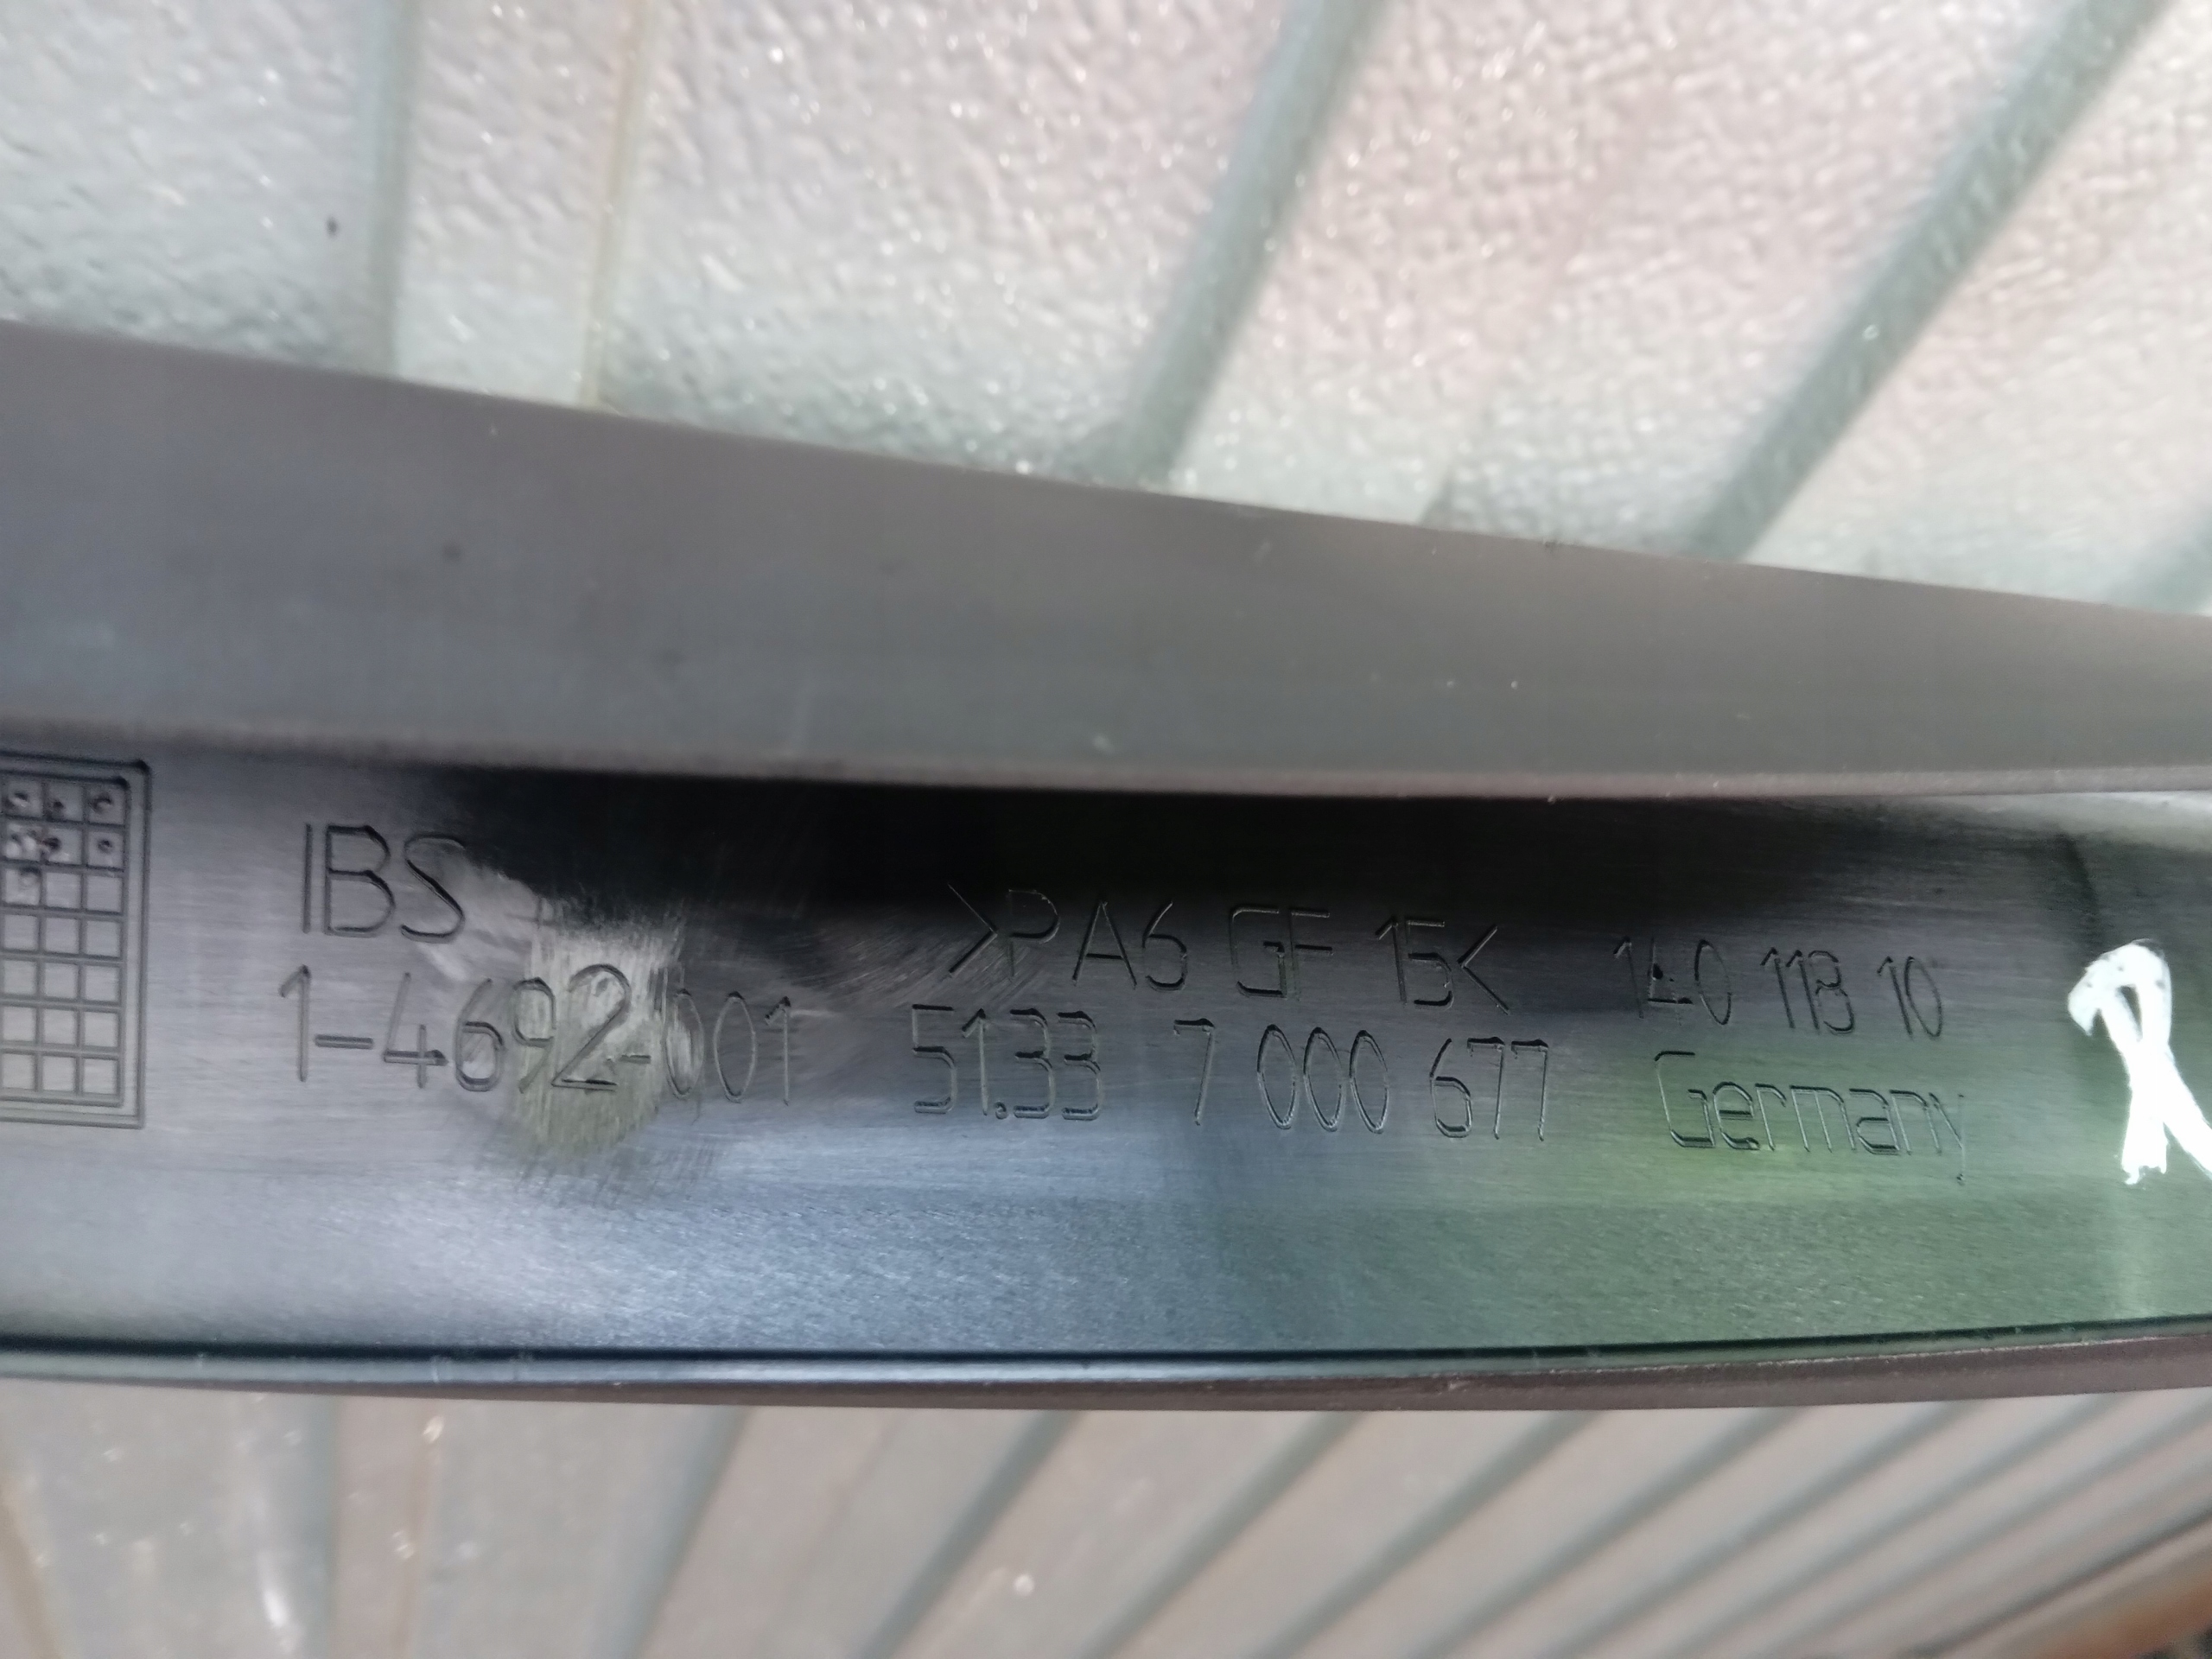 IBS
1-4692-001
>PA6 GF 15<
51.33 7 000 677
140 118 10
Germany
R